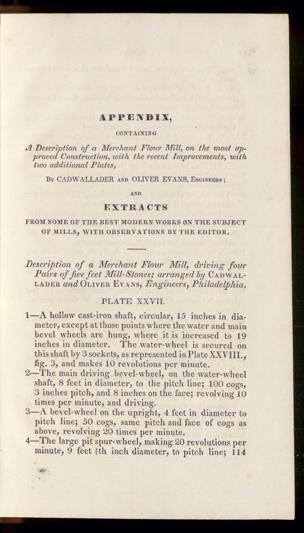 APPENDIX,
CONTAINING
A Description of a Merchant Flour Mill, on the most ap-
proved Construction, with the recent Improvements, with
two additional Plates,
BY CADWALLADER AND OLIVER EVANS, ENGINEERS;
AND
EXTRACTS
FROM SOME OF THE BEST MODERN WORKS ON THE SUBJECT
OF MILLS, WITH OBSERVATIONS BY THE EDITOR.
Description of a Merchant Flour Mill, driving four
Pairs of five feet Mill-Stones; arranged by CADWAL-
LADER and OLIVER EVANS, Engineers, Philadelphia.
PLATE XXVII.
1—A hollow cast-iron shaft, circular, 15 inches in dia-
meter, except at those points where the water and main
bevel wheels are hung, where it is increased to 19
inches in diameter. The water-wheel is secured on
this shaft by 3 sockets, as represented in Plate XXVIII.,
fig. 3, and makes 10 revolutions per minute.
2—The main driving bevel-wheel, on the water-wheel
shaft, 8 feet in diameter, to the pitch line; 100 cogs,
3 inches pitch, and 8 inches on the face; revolving 10
times per minute, and driving.
3—A bevel-wheel on the upright, 4 feet in diameter to
pitch line; 50 cogs, same pitch and face of cogs as
above, revolving 20 times per minute.
4—The large pit spur-wheel, making 20 revolutions per
minute, 9 feet inch diameter, to pitch line; 114